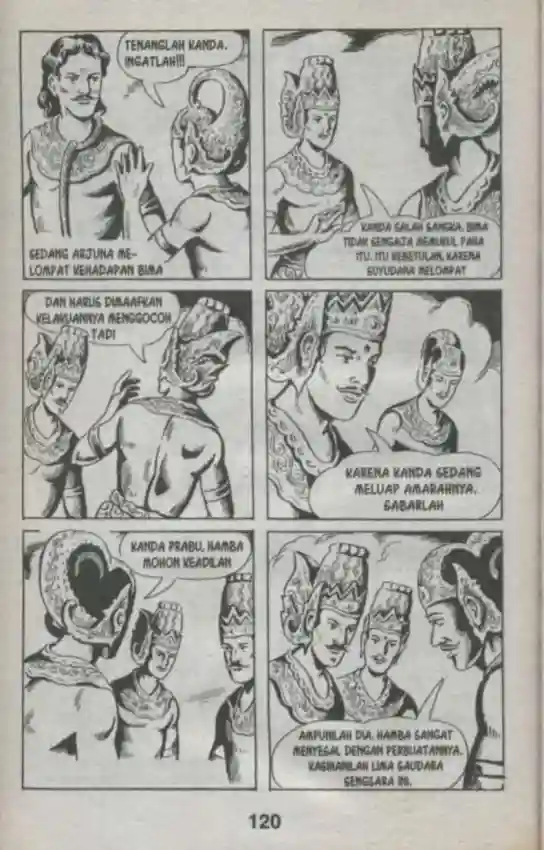 TENANGLAH KANDA.
INGATLAH!!!
SEDANG ARJUNA ME-
LOMPAT KEHADAPAN BIMA
KANDA SALAH SANGKA. BIMA
TIDAK SENGAJA MEMUKUL PAHA
ITU. ITU KEBETULAN, KARENA
SUYUDANA MELOMPAT
DAN HARUS DIMAAFKAN
KELAKUANNYA MENGGOCOH
TADI
KARENA KANDA SEDANG
MELUAP AMARAHNYA.
SABARLAH
KANDA PRABU, HAMBA
MOHON KEADILAN
AMPUNILAH DIA. HAMBA SANGAT
MENYESAL DENGAN PERBUATANNYA.
KASIHANILAH LIMA SAUDARA
SENGSARA INI.
120